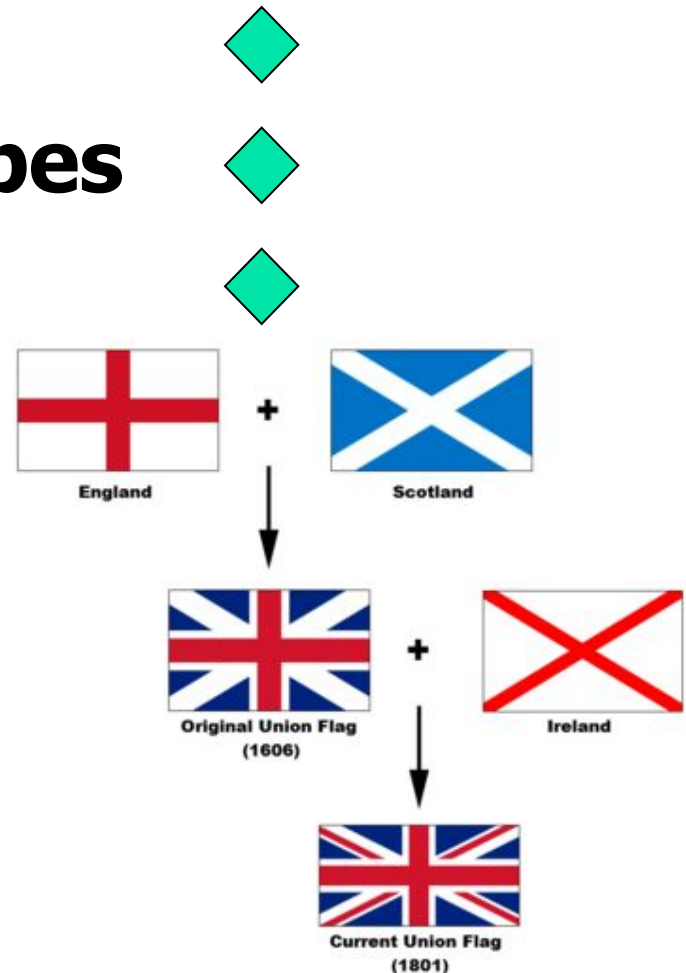 pes
+
England
Scotland
+
Original Union Flag
(1606)
Ireland
Current Union Flag
(1801)